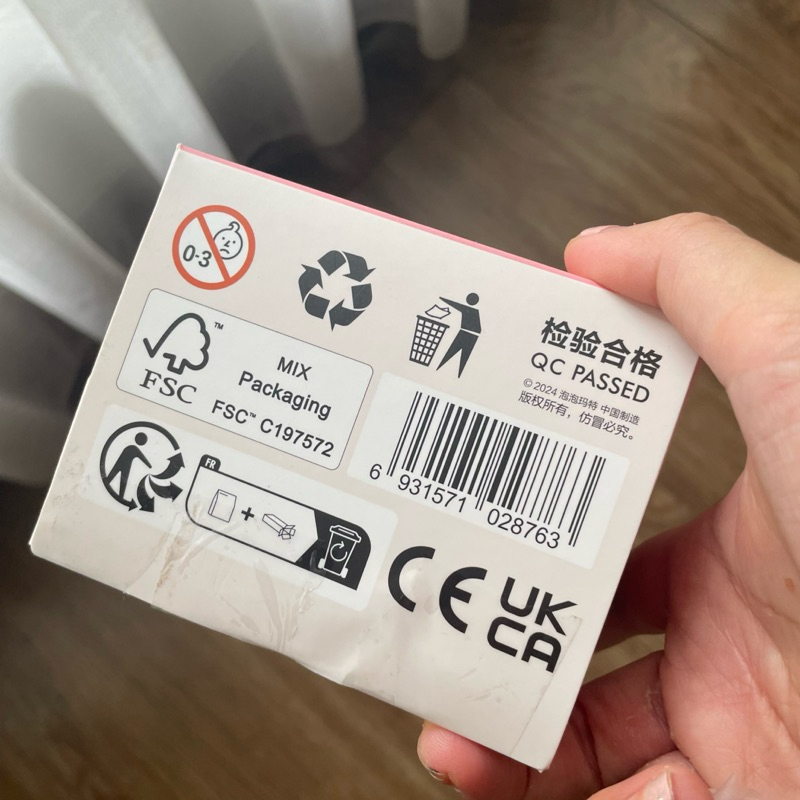 0-3
检验合格
QC PASSED
© 2024 泡泡玛特 中国制造
版权所有，仿冒必究。
FSC™
MIX
Packaging
FSC™ C197572
6 931571 028763
FR
+
CE
UK
CA